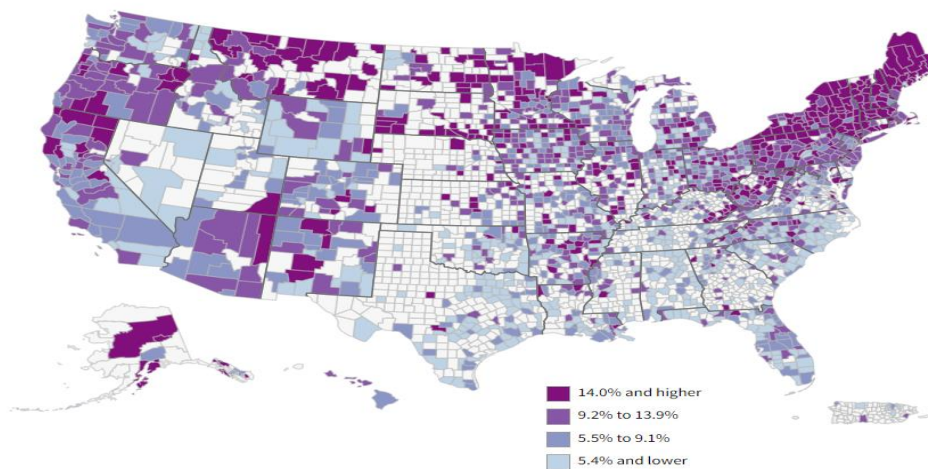 14.0% and higher
9.2% to 13.9%
5.5% to 9.1%
5.4% and lower